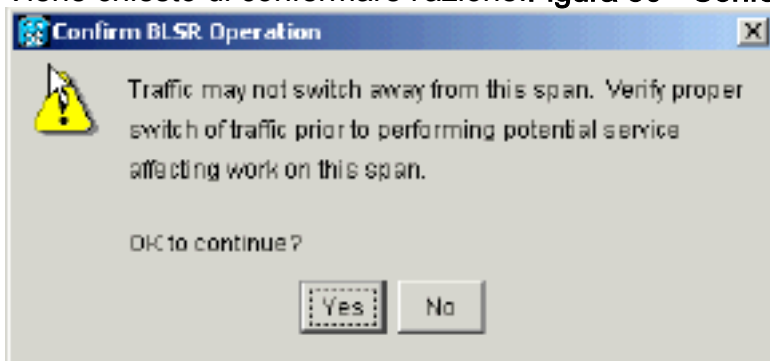 Confirm BLSR Operation
Traffic may not switch away from this span. Verify proper
switch of traffic prior to performing potential service
affecting work on this span.
OK to continue?
Yes
No